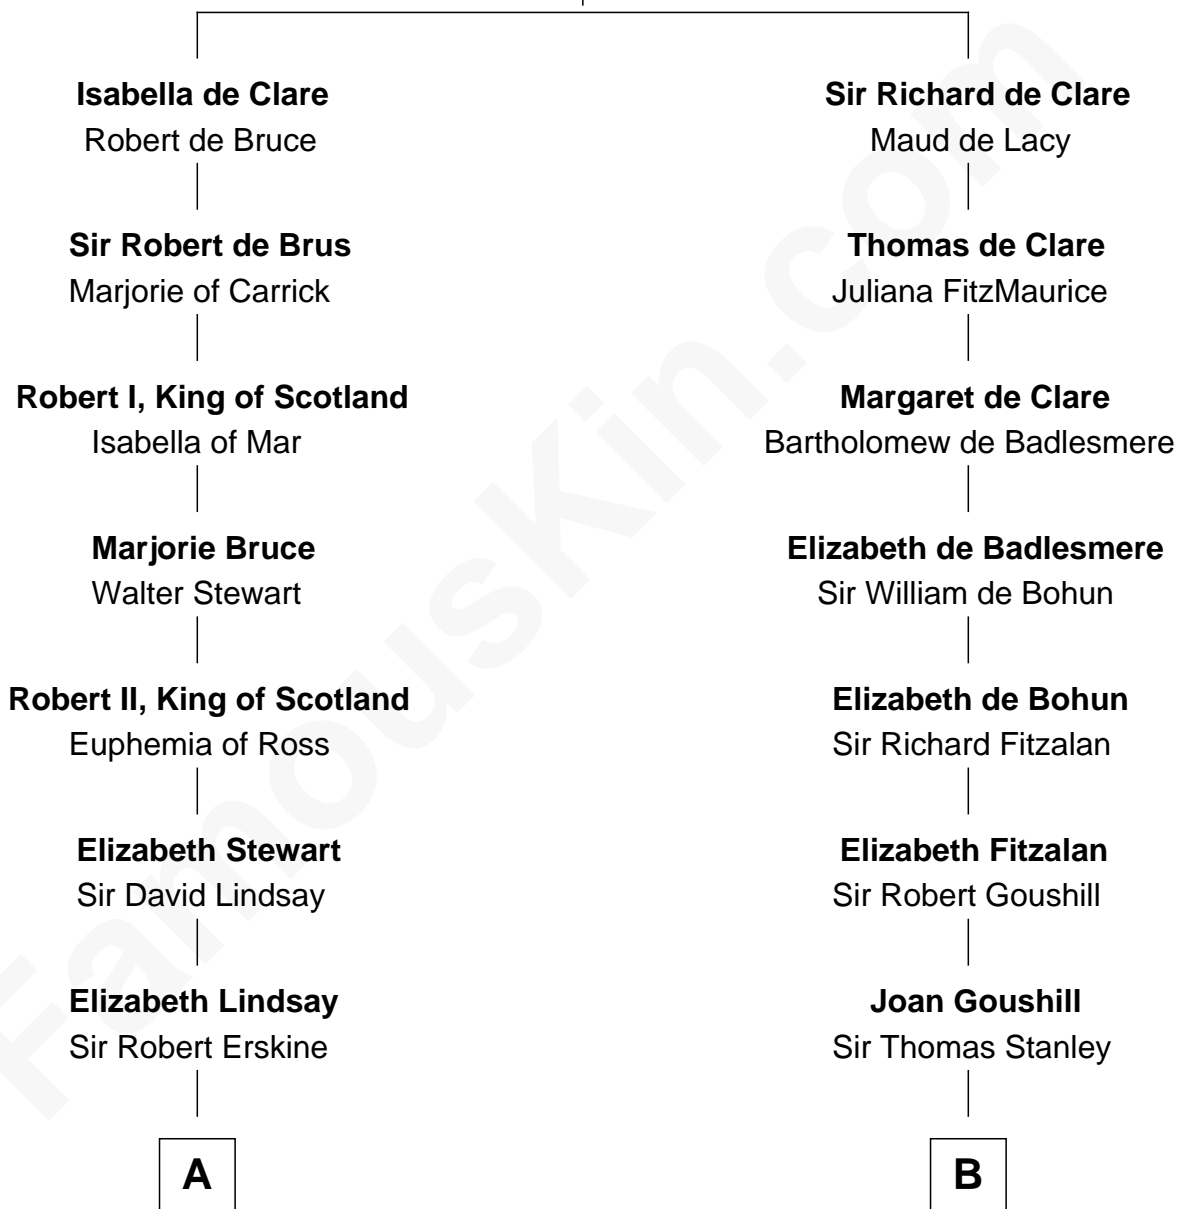 Isabella de Clare
Robert de Bruce
Sir Robert de Brus
Marjorie of Carrick
Robert I, King of Scotland
Isabella of Mar
Marjorie Bruce
Walter Stewart
Robert II, King of Scotland
Euphemia of Ross
Elizabeth Stewart
Sir David Lindsay
Elizabeth Lindsay
Sir Robert Erskine
A
Sir Richard de Clare
Maud de Lacy
Thomas de Clare
Juliana FitzMaurice
Margaret de Clare
Bartholomew de Badlesmere
Elizabeth de Badlesmere
Sir William de Bohun
Elizabeth de Bohun
Sir Richard Fitzalan
Elizabeth Fitzalan
Sir Robert Goushill
Joan Goushill
Sir Thomas Stanley
B
FamousKin.com